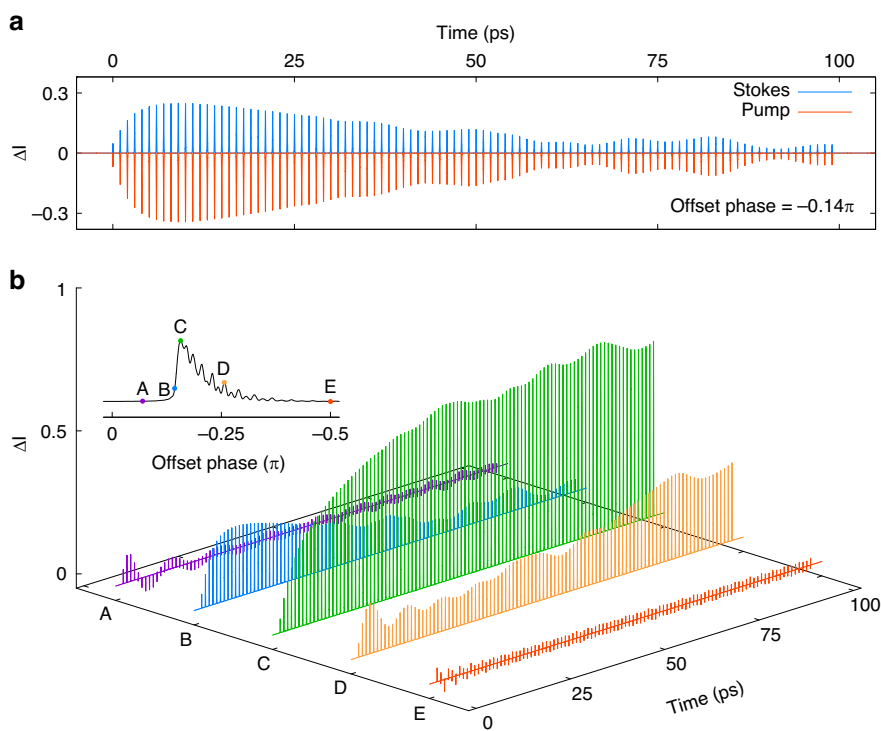 a
Time (ps)
0 25 50 75 100
Stokes
Pump
0.3
0
−0.3
ΔI
Offset phase = −0.14π
b
1
0.5
0
ΔI
C
D
A
B
E
0 −0.25 −0.5
Offset phase (π)
A
B
C
D
E
0
25
50
75
100
Time (ps)